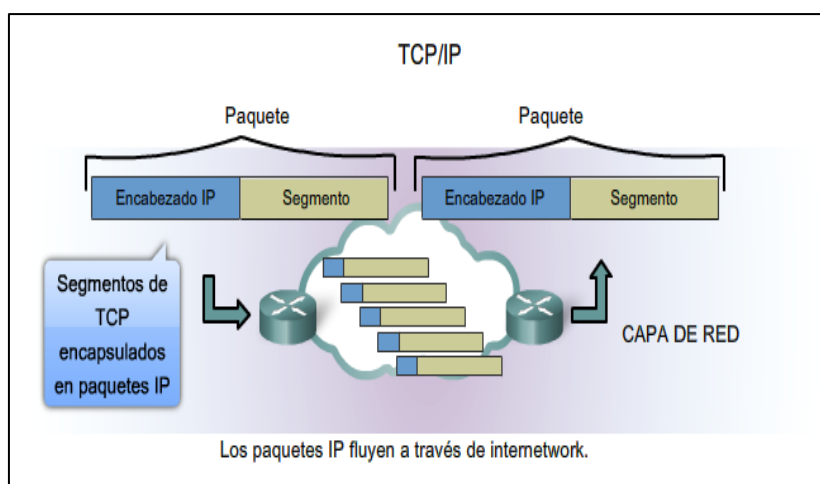 TCP/IP
Paquete
Paquete
Encabezado IP
Segmento
Encabezado IP
Segmento
Segmentos de
TCP
encapsulados
en paquetes IP
CAPA DE RED
Los paquetes IP fluyen a través de internetwork.